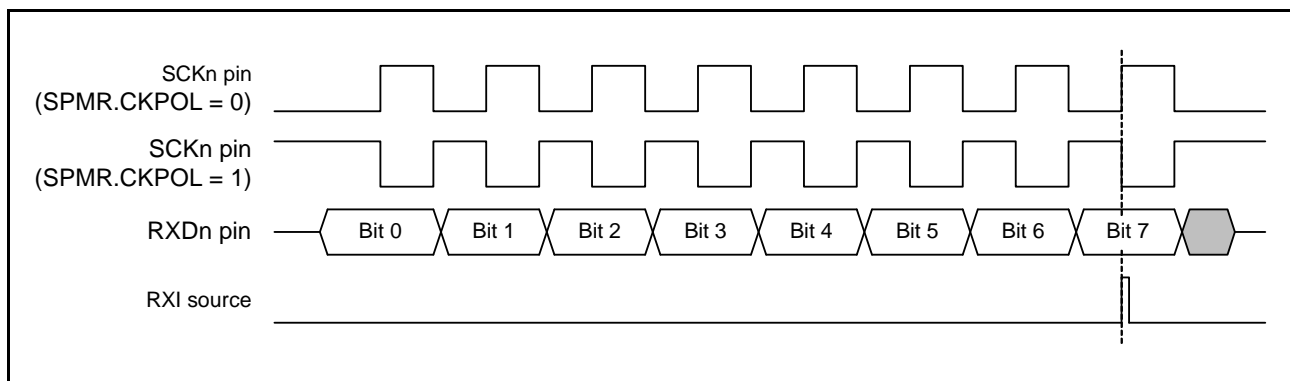 SCKn pin
(SPMR.CKPOL = 0)
SCKn pin
(SPMR.CKPOL = 1)
RXDn pin
Bit 0
Bit 1
Bit 2
Bit 3
Bit 4
Bit 5
Bit 6
Bit 7
RXI source